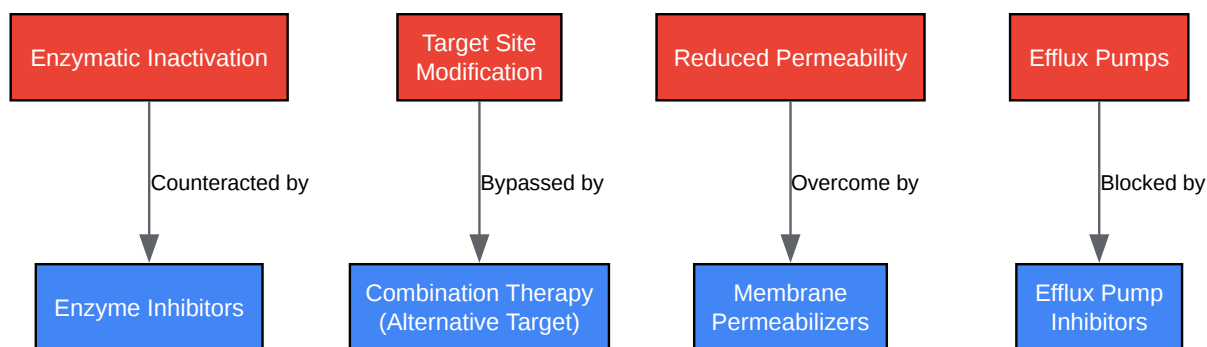 Enzymatic Inactivation
Target Site
Modification
Reduced Permeability
Efflux Pumps
Counteracted by
Bypassed by
Overcome by
Blocked by
Enzyme Inhibitors
Combination Therapy
(Alternative Target)
Membrane
Permeabilizers
Efflux Pump
Inhibitors